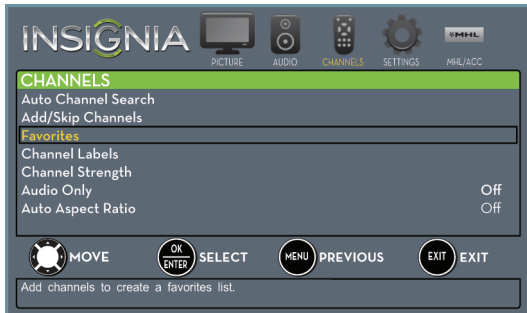 INSIGNIA
PICTURE AUDIO CHANNELS SETTINGS MHL MHL/ACC
CHANNELS
Auto Channel Search
Add/Skip Channels
Favorites
Channel Labels
Channel Strength
Audio Only Off
Auto Aspect Ratio Off
MOVE OK ENTER SELECT MENU PREVIOUS EXIT EXIT
Add channels to create a favorites list.